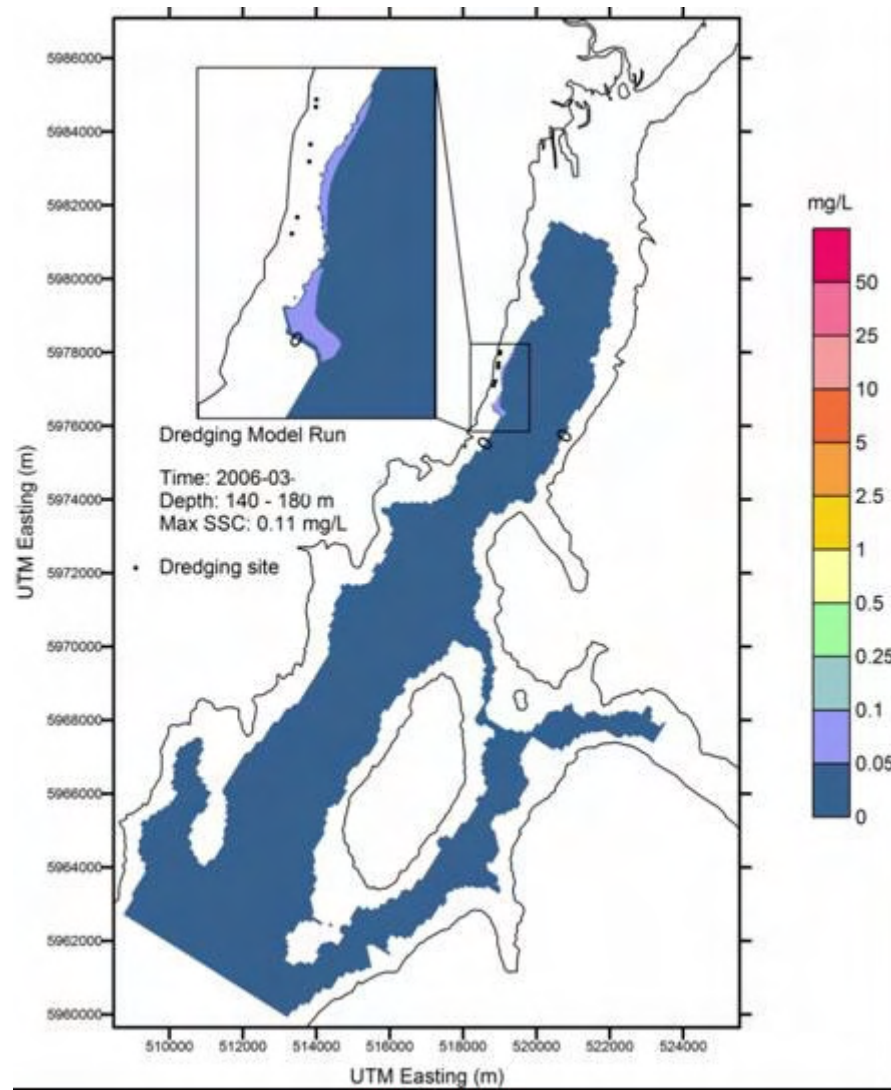 5986000
5984000
5982000
5980000
5978000
5976000
5974000
5972000
5970000
5968000
5966000
5964000
5962000
5960000
UTM Easting (m)
Dredging Model Run
Time: 2006-03-
Depth: 140 - 180 m
Max SSC: 0.11 mg/L
Dredging site
mg/L
50
25
10
5
2.5
1
0.5
0.25
0.1
0.05
0
510000 512000 514000 516000 518000 520000 522000 524000
UTM Easting (m)